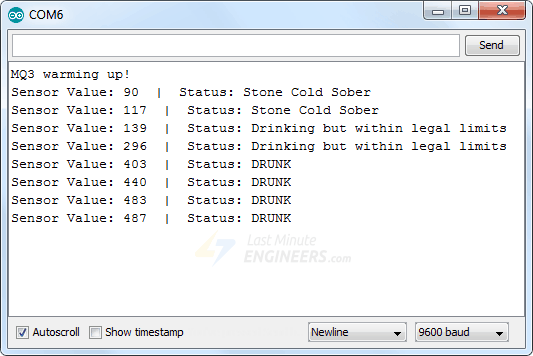 COM6
Send
MQ3 warming up!
Sensor Value: 90  |  Status: Stone Cold Sober
Sensor Value: 117  |  Status: Stone Cold Sober
Sensor Value: 139  |  Status: Drinking but within legal limits
Sensor Value: 296  |  Status: Drinking but within legal limits
Sensor Value: 403  |  Status: DRUNK
Sensor Value: 440  |  Status: DRUNK
Sensor Value: 483  |  Status: DRUNK
Sensor Value: 487  |  Status: DRUNK
Last Minute
ENGINEERS.com
Autoscroll Show timestamp Newline 9600 baud